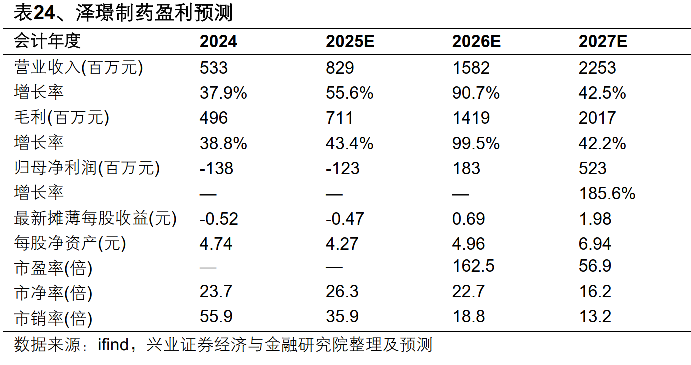 表24、泽璟制药盈利预测
会计年度 2024 2025E 2026E 2027E
营业收入(百万元) 533 829 1582 2253
增长率 37.9% 55.6% 90.7% 42.5%
毛利(百万元) 496 711 1419 2017
增长率 38.8% 43.4% 99.5% 42.2%
归母净利润(百万元) -138 -123 183 523
增长率 — — — 185.6%
最新摊薄每股收益(元) -0.52 -0.47 0.69 1.98
每股净资产(元) 4.74 4.27 4.96 6.94
市盈率(倍) — — 162.5 56.9
市净率(倍) 23.7 26.3 22.7 16.2
市销率(倍) 55.9 35.9 18.8 13.2
数据来源：ifind，兴业证券经济与金融研究院整理及预测